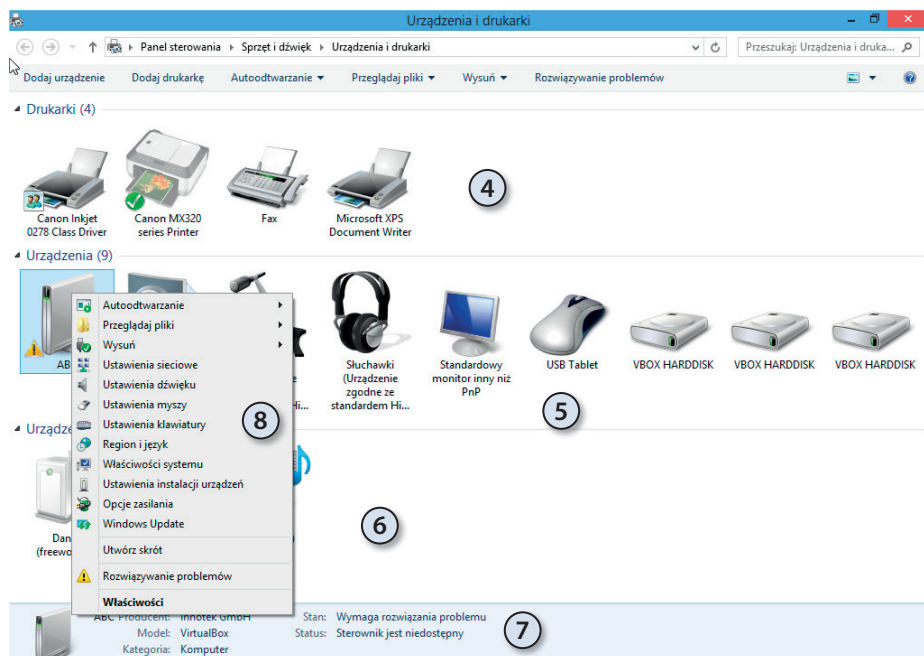 Urządzenia i drukarki
Panel sterowania ▸ Sprzęt i dźwięk ▸ Urządzenia i drukarki
Przeszukaj: Urządzenia i druka...
Dodaj urządzenie Dodaj drukarkę Autoodtwarzanie Przeglądaj pliki Wysuń Rozwiązywanie problemów
Drukarki (4)
Canon Inkjet 0278 Class Driver
Canon MX320 series Printer
Fax
Microsoft XPS Document Writer
4
Urządzenia (9)
AB
e
Hi...
Słuchawki (Urządzenie zgodne ze standardem Hi...
Standardowy monitor inny niż PnP
USB Tablet
VBOX HARDDISK
VBOX HARDDISK
VBOX HARDDISK
5
Autoodtwarzanie
Przeglądaj pliki
Wysuń
Ustawienia sieciowe
Ustawienia dźwięku
Ustawienia myszy
Ustawienia klawiatury
Region i język
Właściwości systemu
Ustawienia instalacji urządzeń
Opcje zasilania
Windows Update
Utwórz skrót
Rozwiązywanie problemów
Właściwości
8
Urządze
Dan
(freewo
6
ABC Producent: Innotek GmbH Stan: Wymaga rozwiązania problemu
Model: VirtualBox Status: Sterownik jest niedostępny
Kategoria: Komputer
7